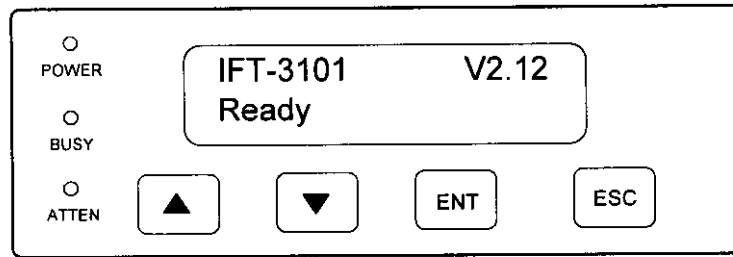 POWER
BUSY
ATTEN
IFT-3101 V2.12
Ready
ENT
ESC